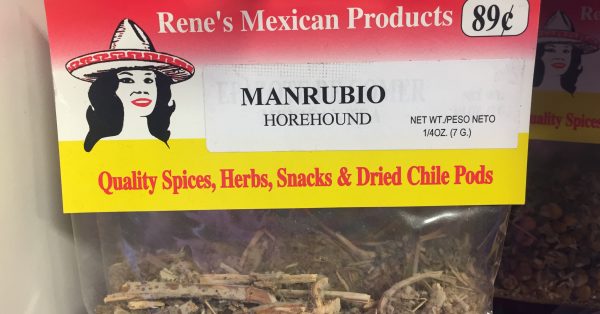 Rene's Mexican Products
89¢
MANRUBIO
HOREHOUND
NET WT./PESO NETO
1/4OZ. (7 G.)
Quality Spices, Herbs, Snacks & Dried Chile Pods
Quality Spices